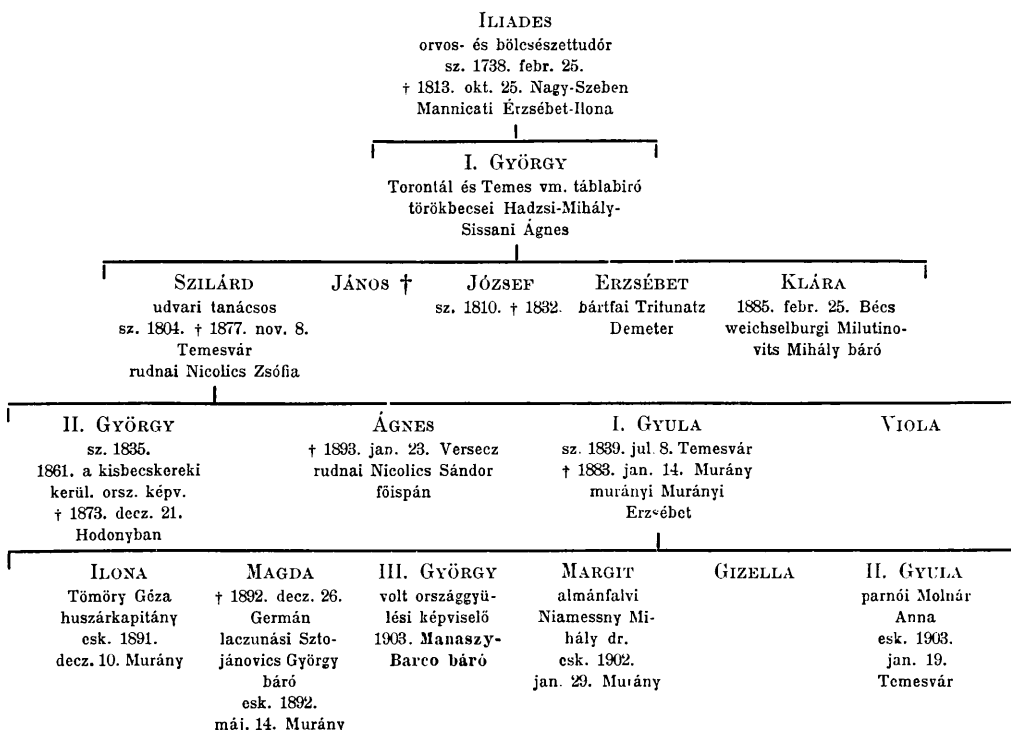 ILIADES
orvos- és bölcsészettudór
sz. 1738. febr. 25.
† 1813. okt. 25. Nagy-Szeben
Mannicati Érzsébet-Ilona
I. GYÖRGY
Torontál és Temes vm. táblabiró
törökbecsei Hadzsi-Mihály-
Sissani Ágnes
SZILÁRD
udvari tanácsos
sz. 1804. † 1877. nov. 8.
Temesvár
rudnai Nicolics Zsófia
JÁNOS †
JÓZSEF
sz. 1810. † 1832.
ERZSÉBET
bártfai Trifunatz
Demeter
KLÁRA
1885. febr. 25. Bécs
weichselburgi Milutino-
vits Mihály báró
II. GYÖRGY
sz. 1835.
1861. a kisbecskereki
kerül. orsz. képv.
† 1873. decz. 21.
Hodonyban
ÁGNES
† 1893. jan. 23. Versecz
rudnai Nicolics Sándor
főispán
I. GYULA
sz. 1839. jul. 8. Temesvár
† 1883. jan. 14. Murány
murányi Murányi
Erzsébet
VIOLA
ILONA
Tömöry Géza
huszárkapitány
esk. 1891.
decz. 10. Murány
MAGDA
† 1892. decz. 26.
Germán
laczunási Szto-
jánovics György
báró
esk. 1892.
máj. 14. Murány
III. GYÖRGY
volt országgyü-
lési képviselő
1903. Manaszy-
Barco báró
MARGIT
almánfalvi
Niamessny Mi-
hály dr.
esk. 1902.
jan. 29. Murány
GIZELLA
II. GYULA
parnói Molnár
Anna
esk. 1903.
jan. 19.
Temesvár